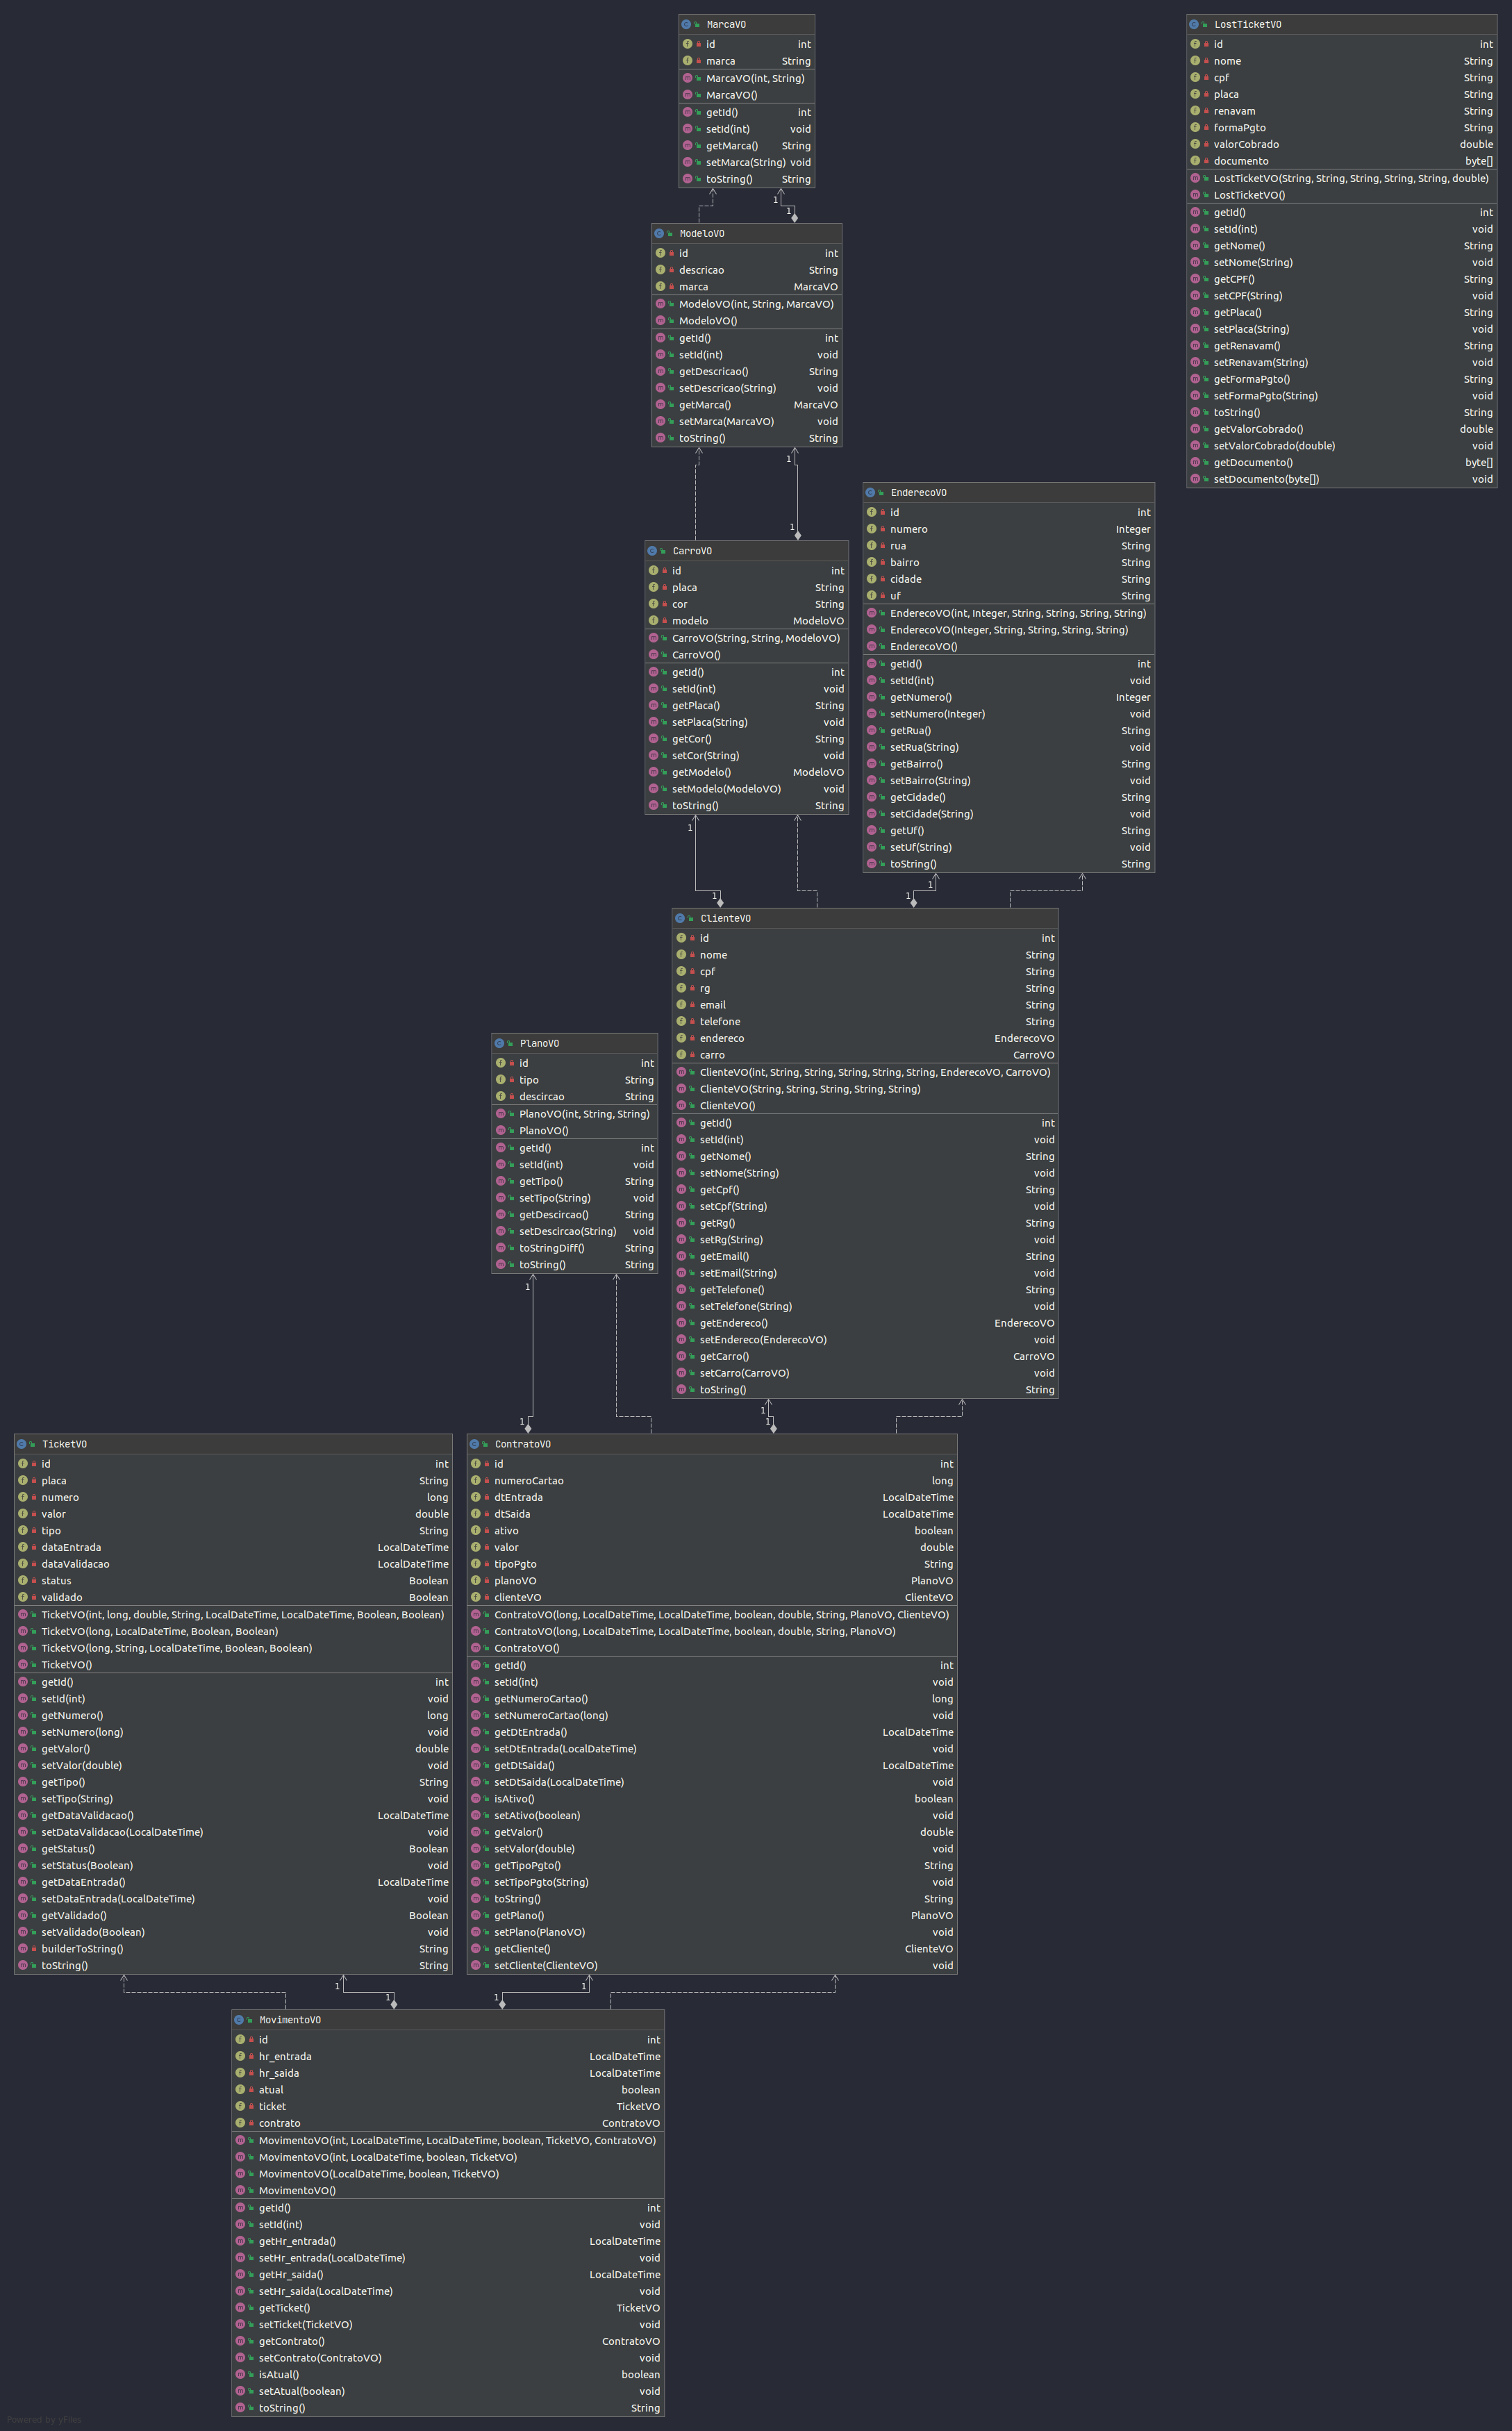 MarcaVO
id int
marca String
MarcaVO(int, String)
MarcaVO()
getId() int
setId(int) void
getMarca() String
setMarca(String) void
toString() String
1
1
LostTicketVO
id int
nome String
cpf String
placa String
renavam String
formaPgto String
valorCobrado double
documento byte[]
LostTicketVO(String, String, String, String, String, double)
LostTicketVO()
getId() int
setId(int) void
getNome() String
setNome(String) void
getCPF() String
setCPF(String) void
getPlaca() String
setPlaca(String) void
getRenavam() String
setRenavam(String) void
getFormaPgto() String
setFormaPgto(String) void
toString() String
getValorCobrado() double
setValorCobrado(double) void
getDocumento() byte[]
setDocumento(byte[]) void
ModeloVO
id int
descricao String
marca MarcaVO
ModeloVO(int, String, MarcaVO)
ModeloVO()
getId() int
setId(int) void
getDescricao() String
setDescricao(String) void
getMarca() MarcaVO
setMarca(MarcaVO) void
toString() String
1
1
CarroVO
id int
placa String
cor String
modelo ModeloVO
CarroVO(String, String, ModeloVO)
CarroVO()
getId() int
setId(int) void
getPlaca() String
setPlaca(String) void
getCor() String
setCor(String) void
getModelo() ModeloVO
setModelo(ModeloVO) void
toString() String
1
1
EnderecoVO
id int
numero Integer
rua String
bairro String
cidade String
uf String
EnderecoVO(int, Integer, String, String, String, String)
EnderecoVO(Integer, String, String, String, String)
EnderecoVO()
getId() int
setId(int) void
getNumero() Integer
setNumero(Integer) void
getRua() String
setRua(String) void
getBairro() String
setBairro(String) void
getCidade() String
setCidade(String) void
getUf() String
setUf(String) void
toString() String
1
1
ClienteVO
id int
nome String
cpf String
rg String
email String
telefone String
endereco EnderecoVO
carro CarroVO
ClienteVO(int, String, String, String, String, String, EnderecoVO, CarroVO)
ClienteVO(String, String, String, String, String)
ClienteVO()
getId() int
setId(int) void
getNome() String
setNome(String) void
getCpf() String
setCpf(String) void
getRg() String
setRg(String) void
getEmail() String
setEmail(String) void
getTelefone() String
setTelefone(String) void
getEndereco() EnderecoVO
setEndereco(EnderecoVO) void
getCarro() CarroVO
setCarro(CarroVO) void
toString() String
1
1
PlanoVO
id int
tipo String
descircao String
PlanoVO(int, String, String)
PlanoVO()
getId() int
setId(int) void
getTipo() String
setTipo(String) void
getDescircao() String
setDescircao(String) void
toStringDiff() String
toString() String
1
1
TicketVO
id int
placa String
numero long
valor double
tipo String
dataEntrada LocalDateTime
dataValidacao LocalDateTime
status Boolean
validado Boolean
TicketVO(int, long, double, String, LocalDateTime, LocalDateTime, Boolean, Boolean)
TicketVO(long, LocalDateTime, Boolean, Boolean)
TicketVO(long, String, LocalDateTime, Boolean, Boolean)
TicketVO()
getId() int
setId(int) void
getNumero() long
setNumero(long) void
getValor() double
setValor(double) void
getTipo() String
setTipo(String) void
getDataValidacao() LocalDateTime
setDataValidacao(LocalDateTime) void
getStatus() Boolean
setStatus(Boolean) void
getDataEntrada() LocalDateTime
setDataEntrada(LocalDateTime) void
getValidado() Boolean
setValidado(Boolean) void
builderToString() String
toString() String
1
1
ContratoVO
id int
numeroCartao long
dtEntrada LocalDateTime
dtSaida LocalDateTime
ativo boolean
valor double
tipoPgto String
planoVO PlanoVO
clienteVO ClienteVO
ContratoVO(long, LocalDateTime, LocalDateTime, boolean, double, String, PlanoVO, ClienteVO)
ContratoVO(long, LocalDateTime, LocalDateTime, boolean, double, String, PlanoVO)
ContratoVO()
getId() int
setId(int) void
getNumeroCartao() long
setNumeroCartao(long) void
getDtEntrada() LocalDateTime
setDtEntrada(LocalDateTime) void
getDtSaida() LocalDateTime
setDtSaida(LocalDateTime) void
isAtivo() boolean
setAtivo(boolean) void
getValor() double
setValor(double) void
getTipoPgto() String
setTipoPgto(String) void
toString() String
getPlano() PlanoVO
setPlano(PlanoVO) void
getCliente() ClienteVO
setCliente(ClienteVO) void
1
1
MovimentoVO
id int
hr_entrada LocalDateTime
hr_saida LocalDateTime
atual boolean
ticket TicketVO
contrato ContratoVO
MovimentoVO(int, LocalDateTime, LocalDateTime, boolean, TicketVO, ContratoVO)
MovimentoVO(int, LocalDateTime, boolean, TicketVO)
MovimentoVO(LocalDateTime, boolean, TicketVO)
MovimentoVO()
getId() int
setId(int) void
getHr_entrada() LocalDateTime
setHr_entrada(LocalDateTime) void
getHr_saida() LocalDateTime
setHr_saida(LocalDateTime) void
getTicket() TicketVO
setTicket(TicketVO) void
getContrato() ContratoVO
setContrato(ContratoVO) void
isAtual() boolean
setAtual(boolean) void
toString() String
Powered by yFiles